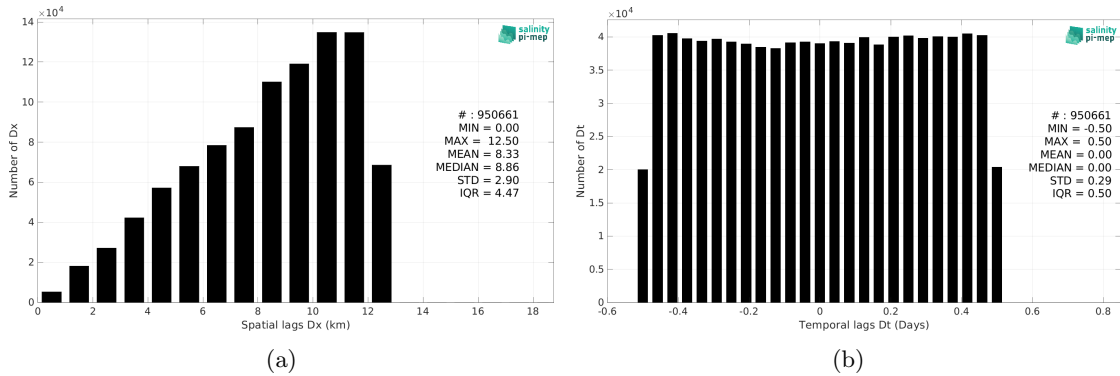 ×10⁴
14
12
10
8
6
4
2
0
Number of Dx
0 2 4 6 8 10 12 14 16 18
Spatial lags Dx (km)
salinity
pi-mep
# : 950661
MIN = 0.00
MAX = 12.50
MEAN = 8.33
MEDIAN = 8.86
STD = 2.90
IQR = 4.47
(a)
×10⁴
4
3.5
3
2.5
2
1.5
1
0.5
0
Number of Dt
-0.6 -0.4 -0.2 0 0.2 0.4 0.6 0.8
Temporal lags Dt (Days)
salinity
pi-mep
# : 950661
MIN = -0.50
MAX = 0.50
MEAN = 0.00
MEDIAN = 0.00
STD = 0.29
IQR = 0.50
(b)